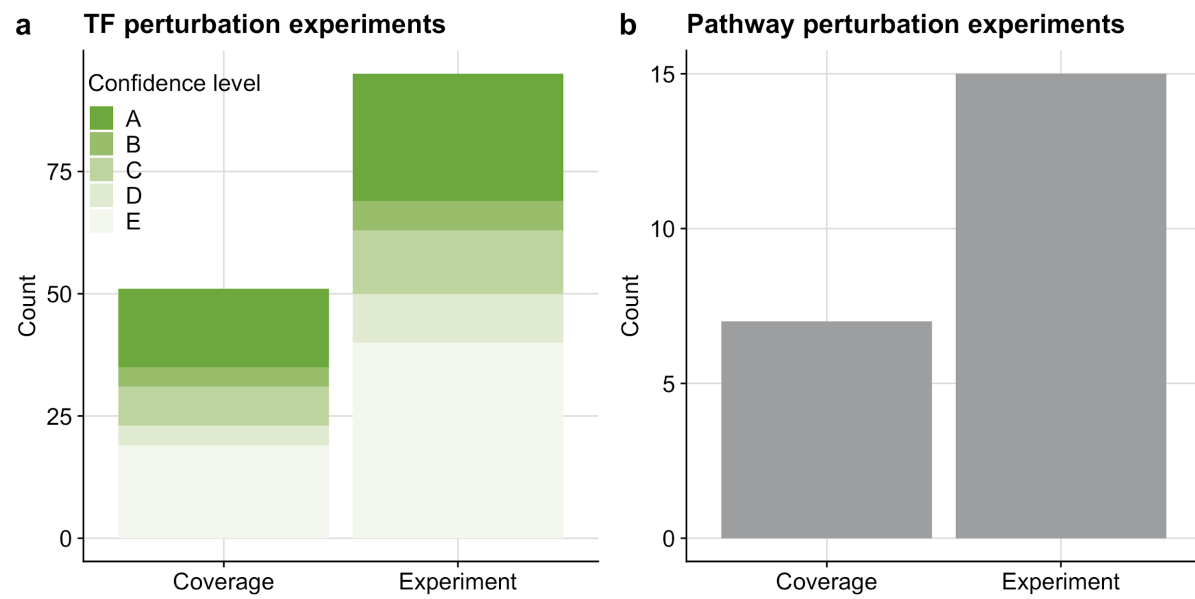 a TF perturbation experiments
Confidence level
A
B
C
D
E
75
50
25
0
Count
Coverage Experiment
b Pathway perturbation experiments
15
10
5
0
Count
Coverage Experiment